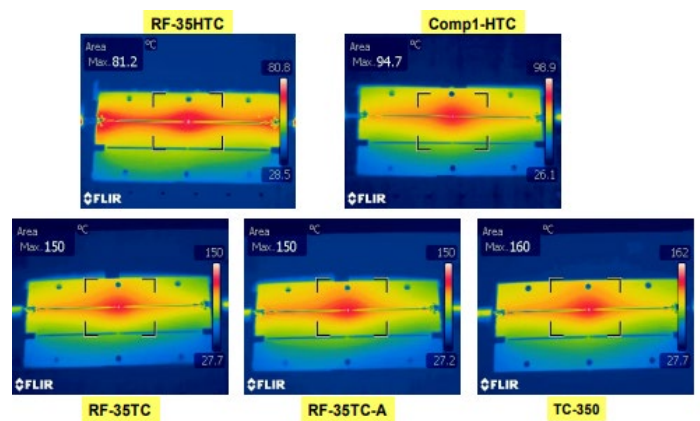 RF-35HTC
Comp1-HTC
Area
Max. 81.2
°C
80.8
28.5
◊FLIR
Area
Max. 94.7
°C
98.9
26.1
◊FLIR
Area
Max. 150
°C
150
27.7
◊FLIR
Area
Max. 150
°C
150
27.2
◊FLIR
Area
Max. 160
°C
162
27.7
◊FLIR
RF-35TC
RF-35TC-A
TC-350